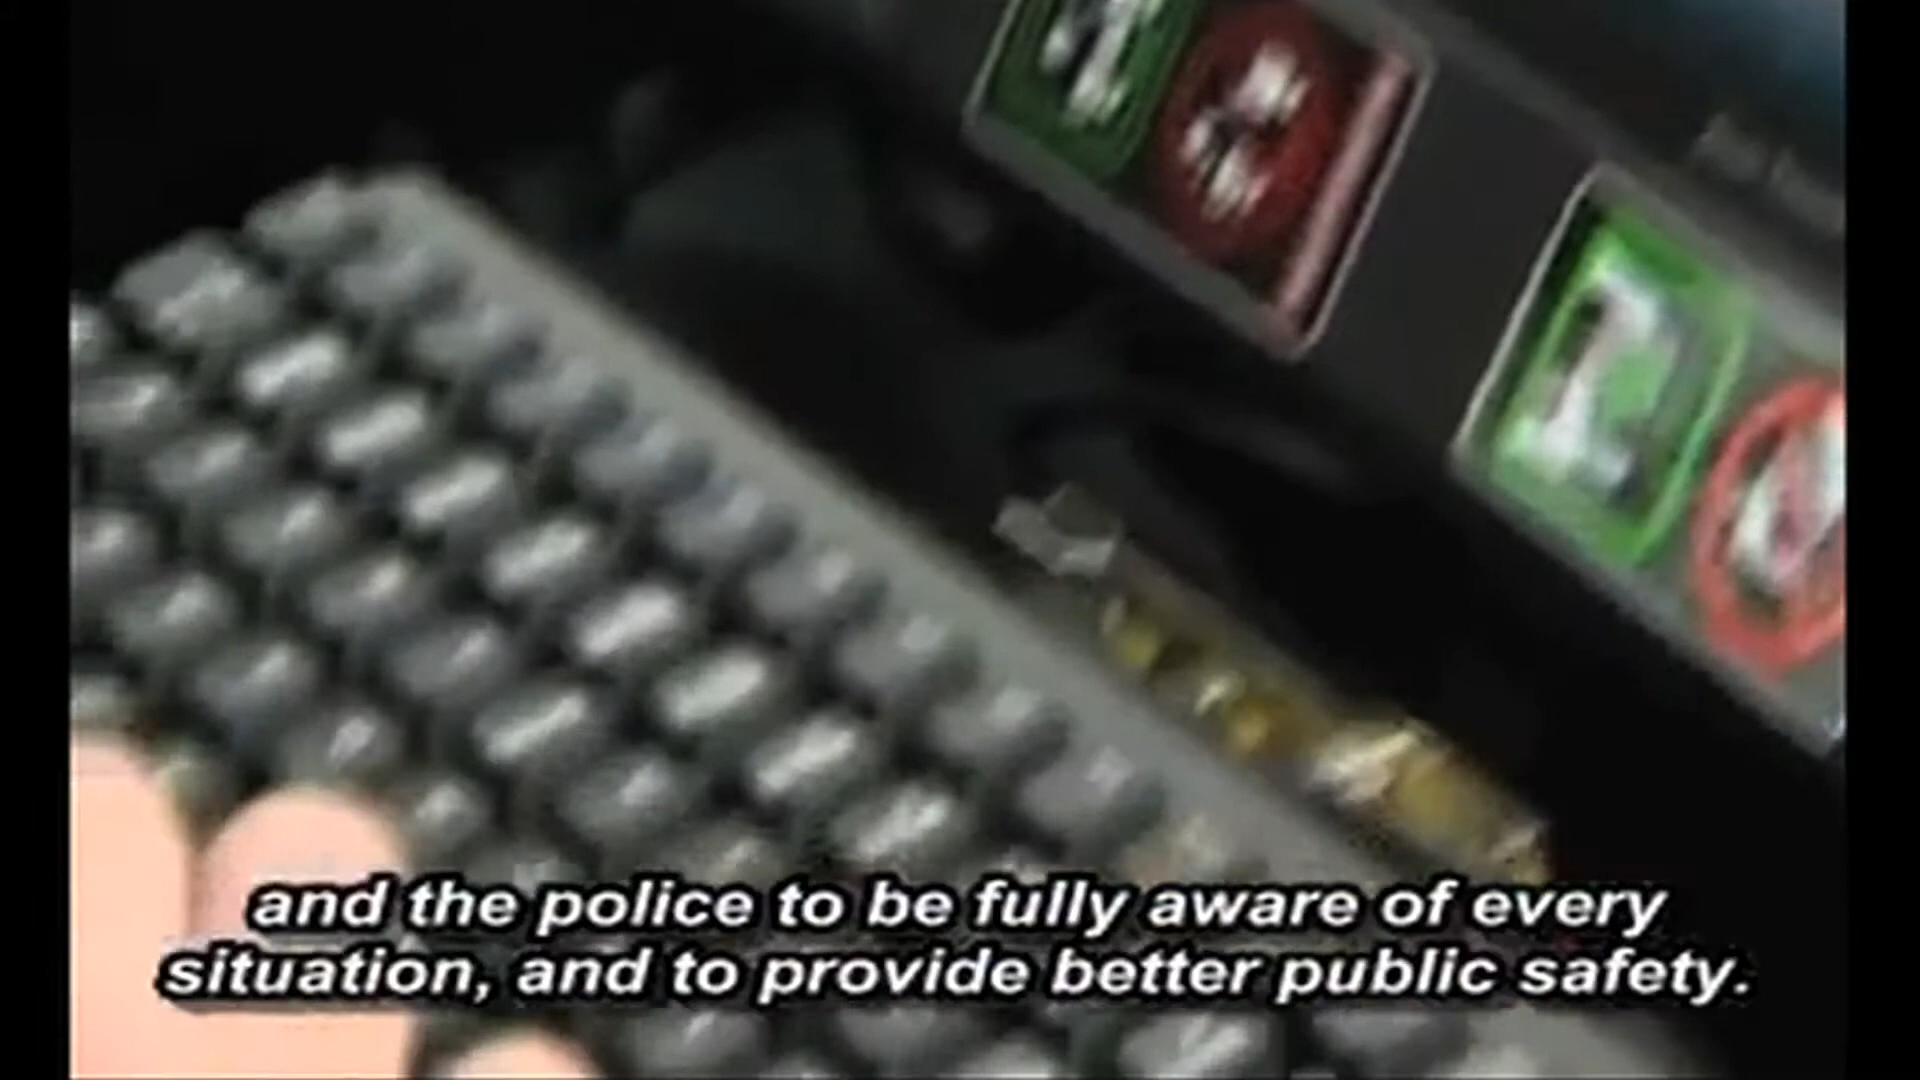 and the police to be fully aware of every
situation, and to provide better public safety.